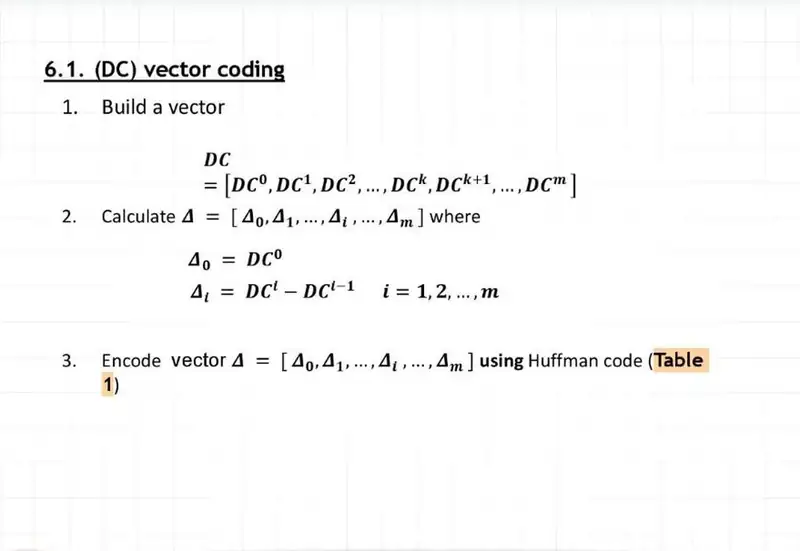 6.1. (DC) vector coding
1. Build a vector
DC
= [DC⁰, DC¹, DC², ..., DCᵏ, DCᵏ⁺¹, ..., DCᵐ]
2. Calculate Δ = [Δ₀, Δ₁, ..., Δᵢ, ..., Δₘ] where
Δ₀ = DC⁰
Δᵢ = DCⁱ − DCⁱ⁻¹ i = 1, 2, ..., m
3. Encode vector Δ = [Δ₀, Δ₁, ..., Δᵢ, ..., Δₘ] using Huffman code (Table
1)